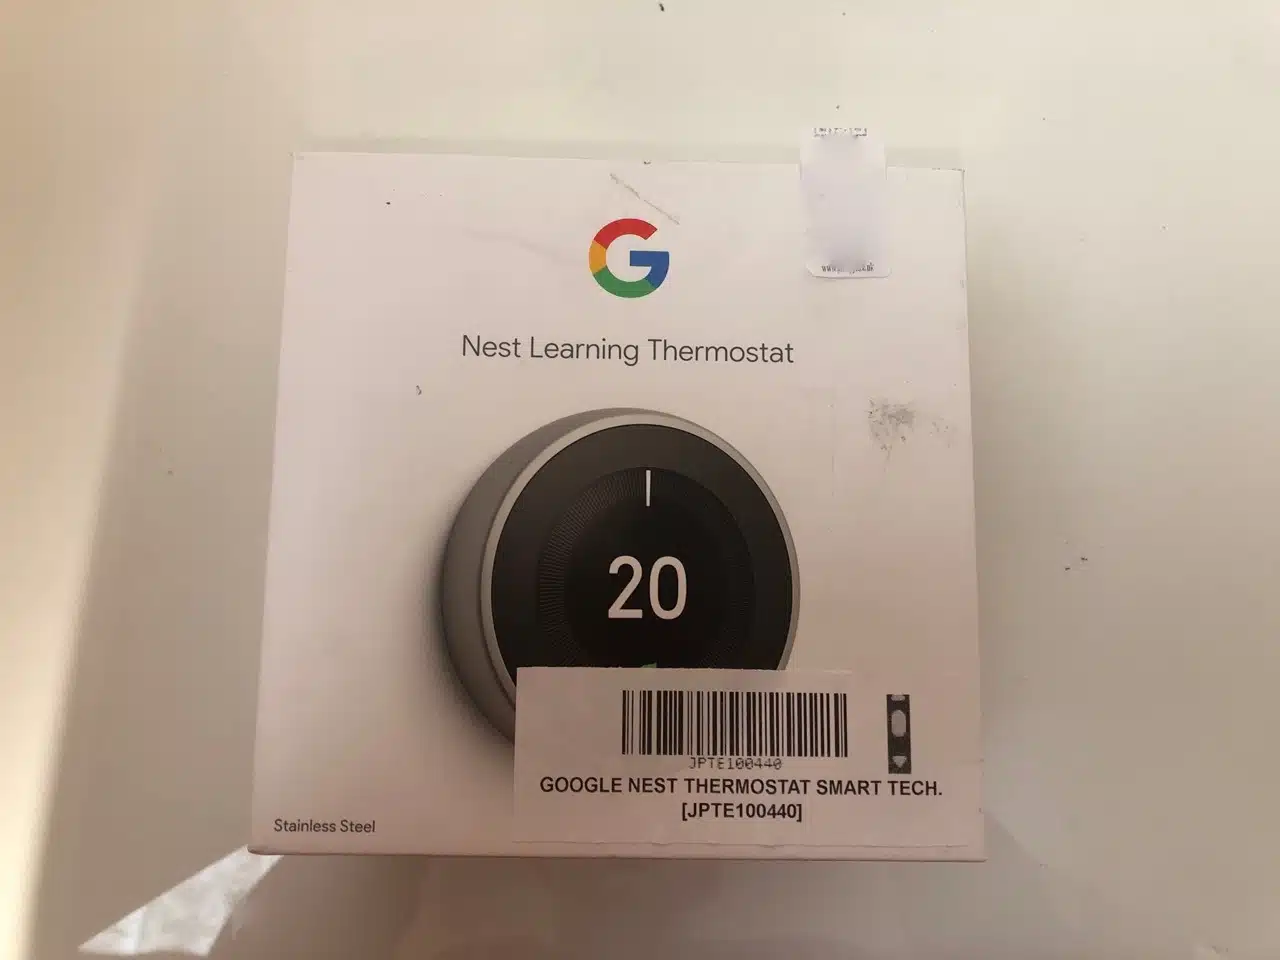 G
Nest Learning Thermostat
20
JPTE100440
GOOGLE NEST THERMOSTAT SMART TECH.
[JPTE100440]
Stainless Steel